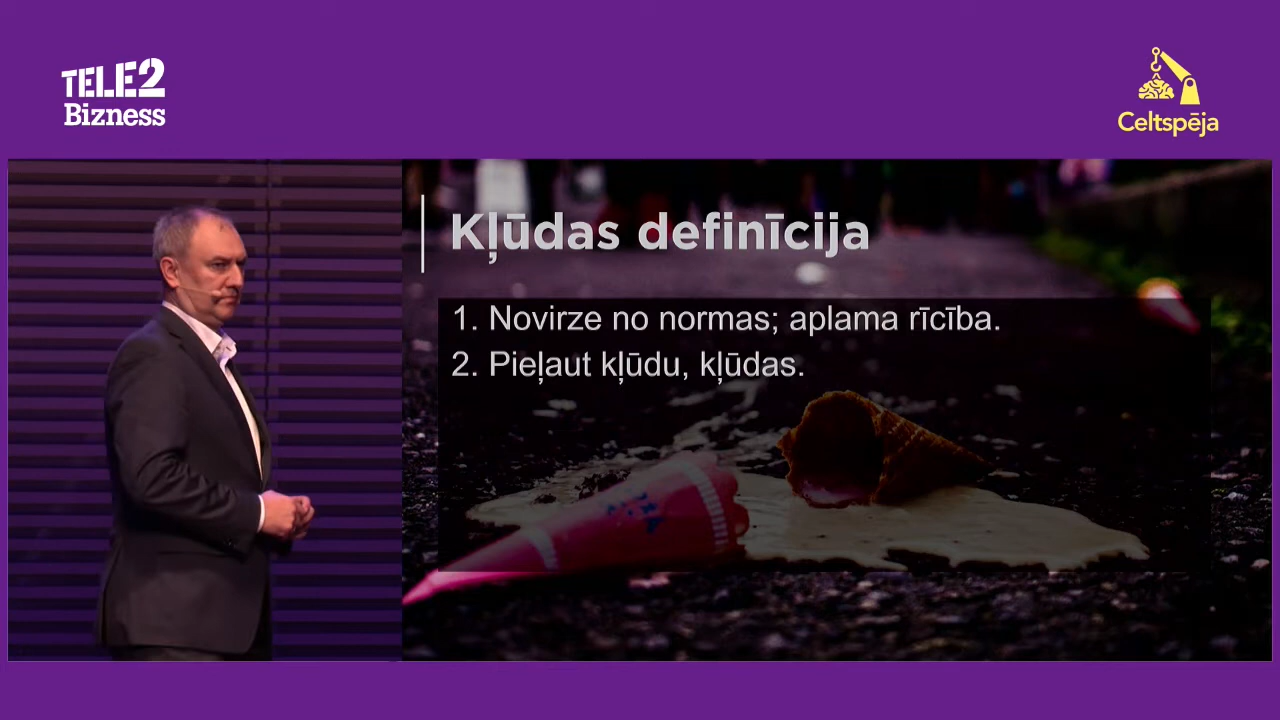 TELE2
Bizness
Celtspēja
Kļūdas definīcija
1. Novirze no normas; aplama rīcība.
2. Pieļaut kļūdu, kļūdas.